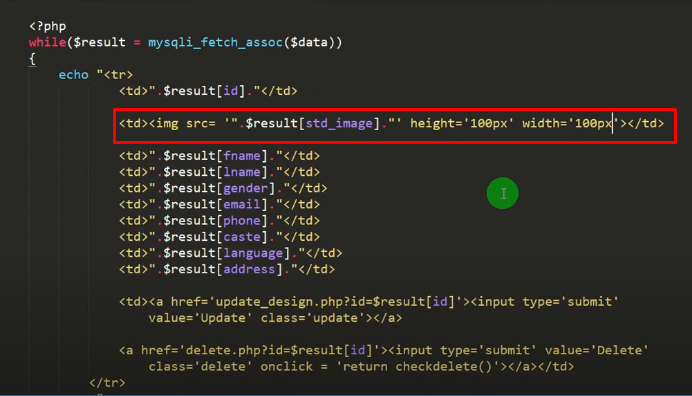 <?php
while($result = mysqli_fetch_assoc($data))
{
echo "<tr>
<td>".$result[id]."</td>
<td><img src= '".$result[std_image]."' height='100px' width='100px'></td>
<td>".$result[fname]."</td>
<td>".$result[lname]."</td>
<td>".$result[gender]."</td>
<td>".$result[email]."</td>
<td>".$result[phone]."</td>
<td>".$result[caste]."</td>
<td>".$result[language]."</td>
<td>".$result[address]."</td>
<td><a href='update_design.php?id=$result[id]'><input type='submit'
value='Update' class='update'></a>
<a href='delete.php?id=$result[id]'><input type='submit' value='Delete'
class='delete' onclick = 'return checkdelete()'></a></td>
</tr>